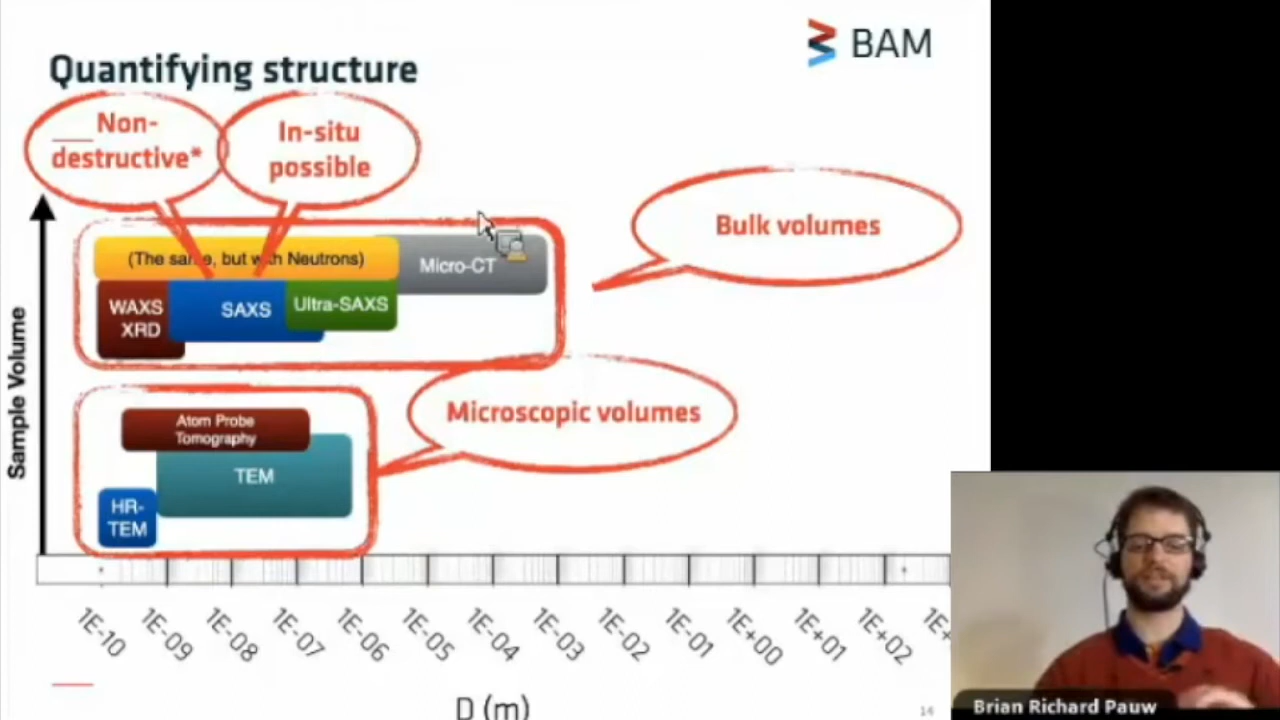 Quantifying structure
BAM
Non-
destructive*
In-situ
possible
Bulk volumes
(The same, but with Neutrons)
Micro-CT
WAXS
XRD
SAXS
Ultra-SAXS
Microscopic volumes
Atom Probe
Tomography
TEM
HR-
TEM
Sample Volume
1E-10
1E-09
1E-08
1E-07
1E-06
1E-05
1E-04
1E-03
1E-02
1E-01
1E+00
1E+01
1E+02
1E+
D (m)
14
Brian Richard Pauw